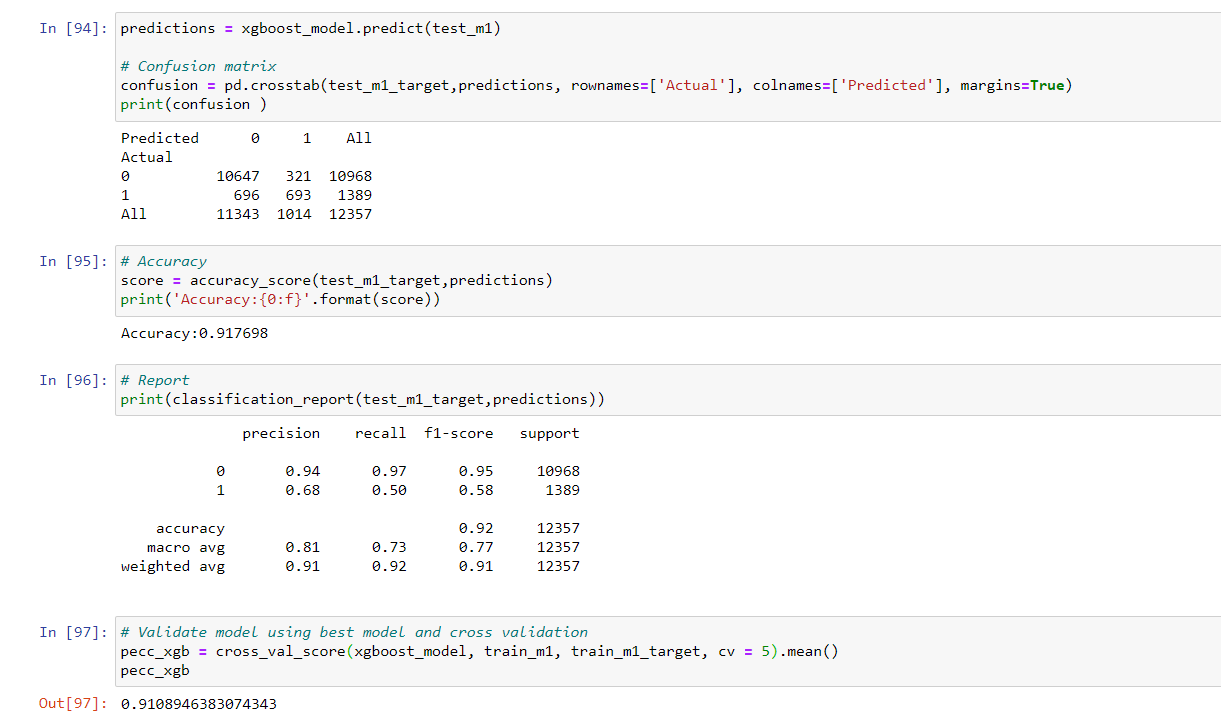 In [94]: predictions = xgboost_model.predict(test_m1)
# Confusion matrix
confusion = pd.crosstab(test_m1_target,predictions, rownames=['Actual'], colnames=['Predicted'], margins=True)
print(confusion )
Predicted 0 1 All
Actual
0 10647 321 10968
1 696 693 1389
All 11343 1014 12357
In [95]: # Accuracy
score = accuracy_score(test_m1_target,predictions)
print('Accuracy:{0:f}'.format(score))
Accuracy:0.917698
In [96]: # Report
print(classification_report(test_m1_target,predictions))
precision recall f1-score support
0 0.94 0.97 0.95 10968
1 0.68 0.50 0.58 1389
accuracy 0.92 12357
macro avg 0.81 0.73 0.77 12357
weighted avg 0.91 0.92 0.91 12357
In [97]: # Validate model using best model and cross validation
pecc_xgb = cross_val_score(xgboost_model, train_m1, train_m1_target, cv = 5).mean()
pecc_xgb
Out[97]: 0.9108946383074343